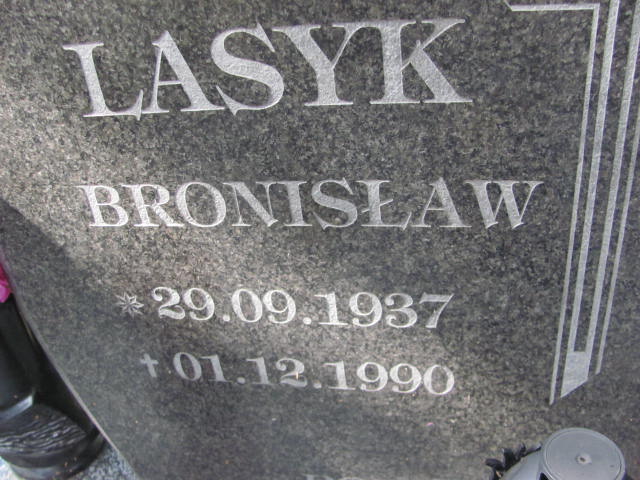 LASYK
BRONISŁAW
* 29.09.1937
† 01.12.1990